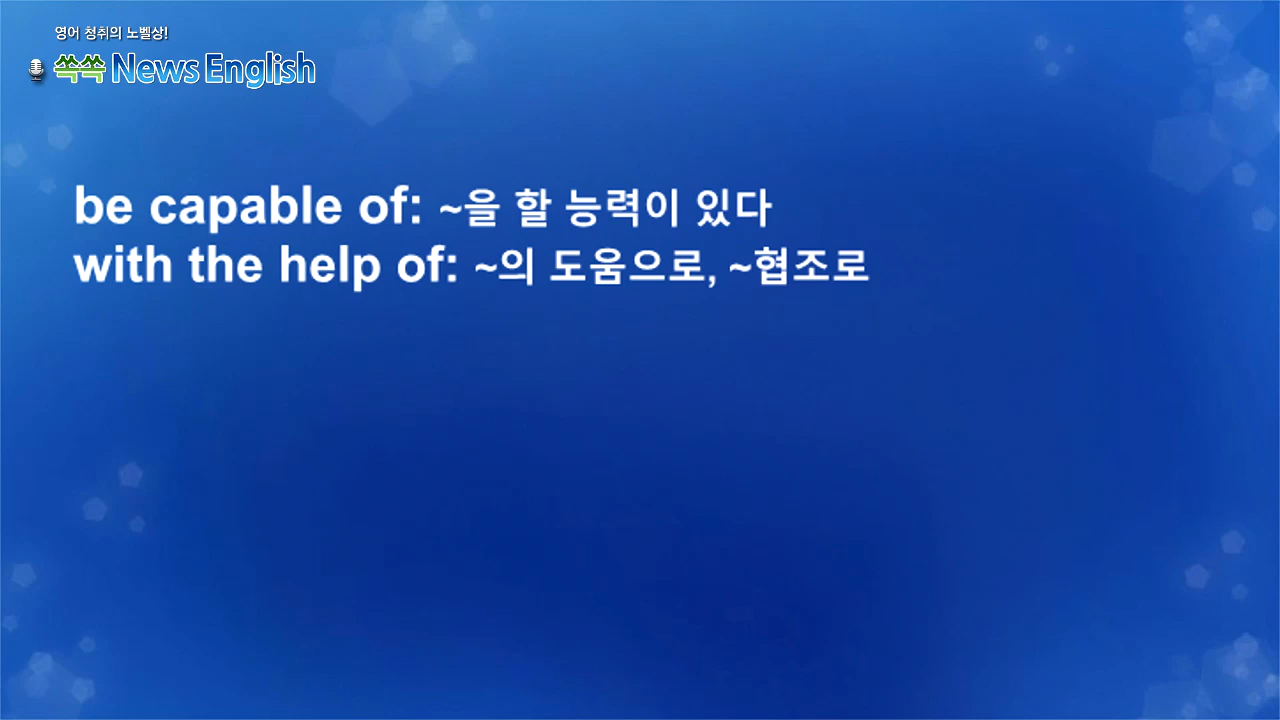 영어 청취의 노벨상!
쏙쏙 News English
be capable of: ~을 할 능력이 있다
with the help of: ~의 도움으로, ~협조로